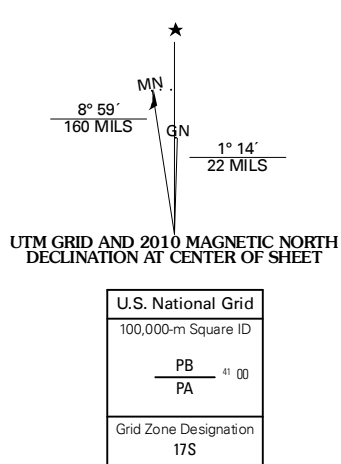 ★
MN
8° 59´
160 MILS
GN
1° 14´
22 MILS
UTM GRID AND 2010 MAGNETIC NORTH
DECLINATION AT CENTER OF SHEET
U.S. National Grid
100,000-m Square ID
PB
41 00
PA
Grid Zone Designation
17S